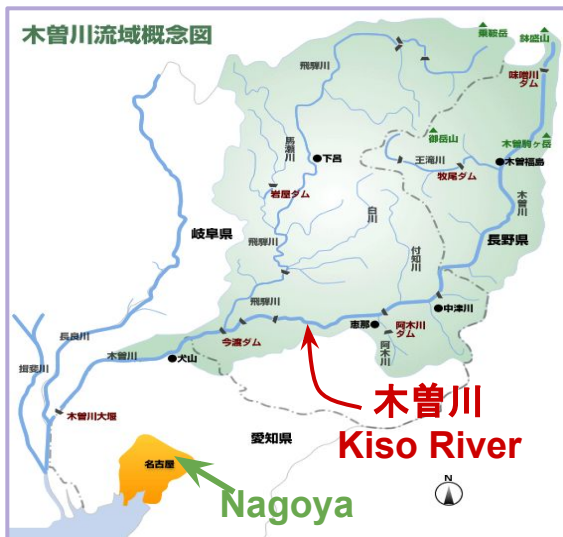 木曽川流域概念図
乗鞍岳
鉢盛山
味噌川
ダム
飛騨川
御岳山
木曽駒ヶ岳
馬瀬川
下呂
王滝川
木曽福島
牧尾ダム
岩屋ダム
木曽川
白川
岐阜県
付知川
長野県
飛騨川
飛騨川
中津川
恵那
阿木川
ダム
長良川
木曽川
犬山
今渡ダム
阿木川
揖斐川
木曽川大堰
木曽川
Kiso River
愛知県
名古屋
N
Nagoya